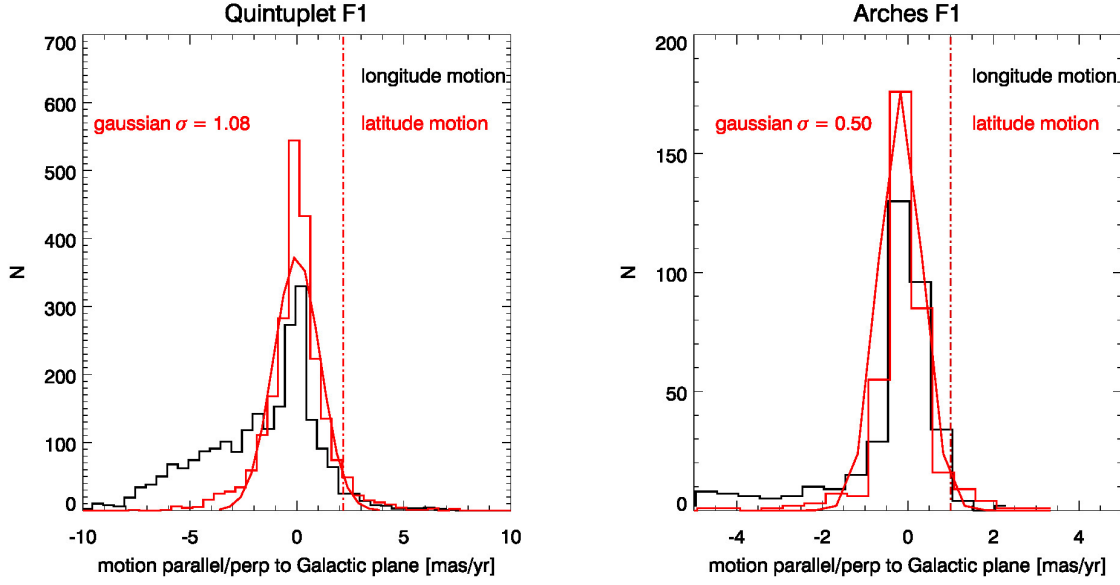 Quintuplet F1
700
600
500
400
300
200
100
0
N
longitude motion
gaussian σ = 1.08
latitude motion
-10
-5
0
5
10
motion parallel/perp to Galactic plane [mas/yr]
Arches F1
200
150
100
50
0
N
longitude motion
gaussian σ = 0.50
latitude motion
-4
-2
0
2
4
motion parallel/perp to Galactic plane [mas/yr]